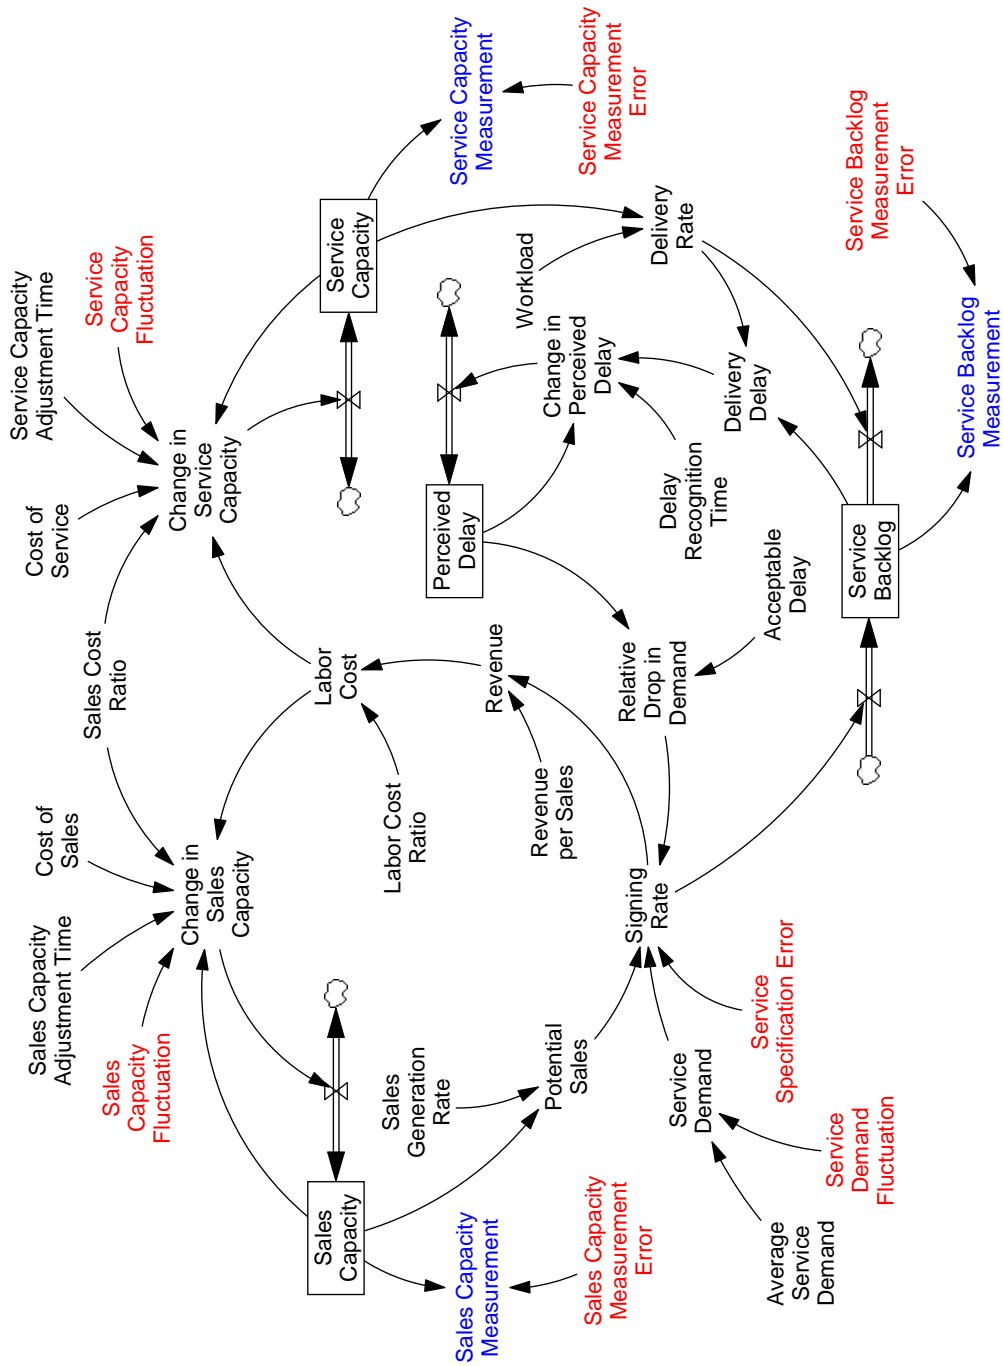 Sales Capacity
Adjustment Time
Cost of
Sales
Sales Cost
Ratio
Cost of
Service
Service Capacity
Adjustment Time
Sales
Capacity
Fluctuation
Service
Capacity
Fluctuation
Change in
Sales
Capacity
Change in
Service
Capacity
Sales
Capacity
Labor
Cost
Service
Capacity
Sales
Generation
Rate
Labor Cost
Ratio
Perceived
Delay
Sales Capacity
Measurement
Service Capacity
Measurement
Revenue
Workload
Potential
Sales
Revenue
per Sales
Change in
Perceived
Delay
Sales Capacity
Measurement
Error
Service Capacity
Measurement
Error
Signing
Rate
Relative
Drop in
Demand
Delay
Recognition
Time
Delivery
Rate
Service
Demand
Delivery
Delay
Service
Specification Error
Acceptable
Delay
Average
Service
Demand
Service
Demand
Fluctuation
Service
Backlog
Service Backlog
Measurement
Error
Service Backlog
Measurement